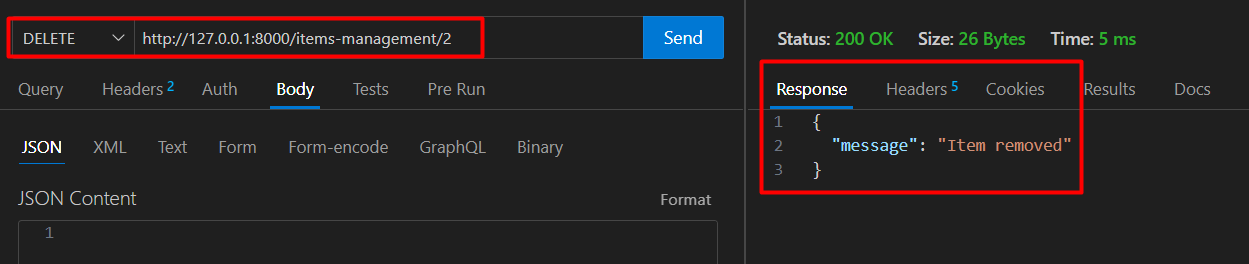 DELETE http://127.0.0.1:8000/items-management/2 Send
Query Headers 2 Auth Body Tests Pre Run
JSON XML Text Form Form-encode GraphQL Binary
JSON Content Format
1
Status: 200 OK Size: 26 Bytes Time: 5 ms
Response Headers 5 Cookies Results Docs
1 {
2 "message": "Item removed"
3 }